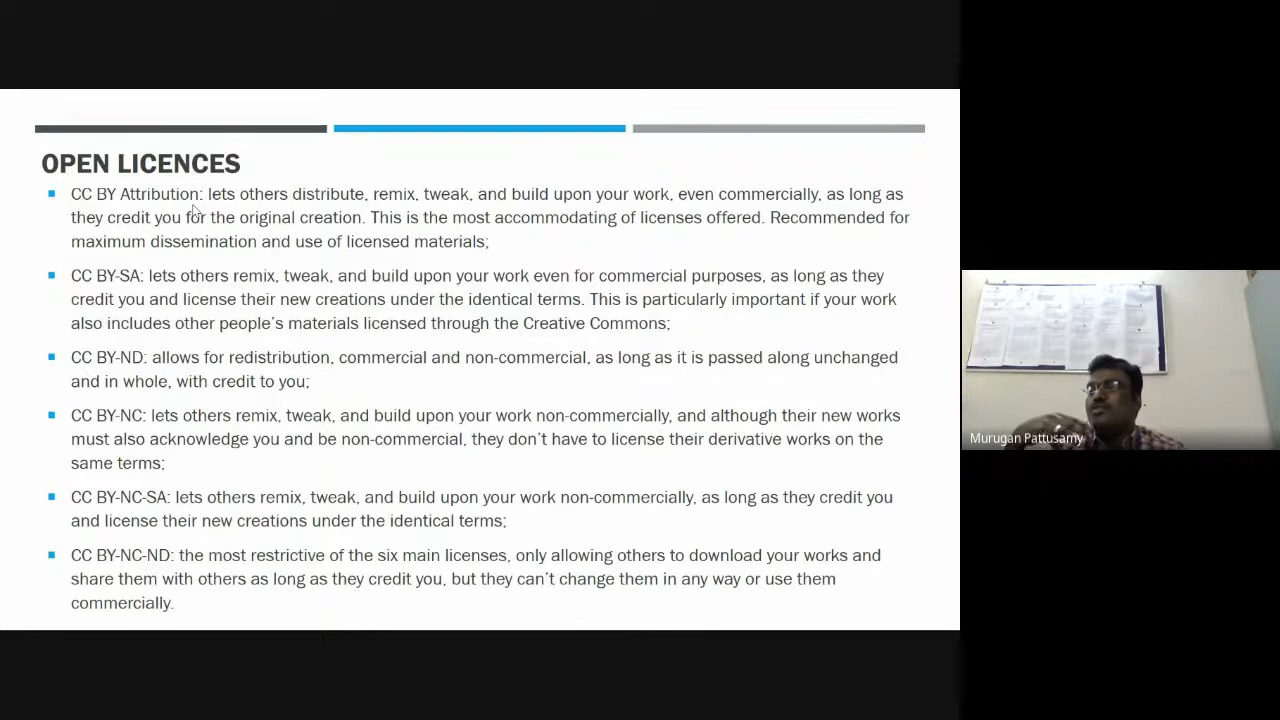 OPEN LICENCES
CC BY Attribution: lets others distribute, remix, tweak, and build upon your work, even commercially, as long as
they credit you for the original creation. This is the most accommodating of licenses offered. Recommended for
maximum dissemination and use of licensed materials;
CC BY-SA: lets others remix, tweak, and build upon your work even for commercial purposes, as long as they
credit you and license their new creations under the identical terms. This is particularly important if your work
also includes other people’s materials licensed through the Creative Commons;
CC BY-ND: allows for redistribution, commercial and non-commercial, as long as it is passed along unchanged
and in whole, with credit to you;
CC BY-NC: lets others remix, tweak, and build upon your work non-commercially, and although their new works
must also acknowledge you and be non-commercial, they don’t have to license their derivative works on the
same terms;
CC BY-NC-SA: lets others remix, tweak, and build upon your work non-commercially, as long as they credit you
and license their new creations under the identical terms;
CC BY-NC-ND: the most restrictive of the six main licenses, only allowing others to download your works and
share them with others as long as they credit you, but they can’t change them in any way or use them
commercially.
Murugan Pattusamy